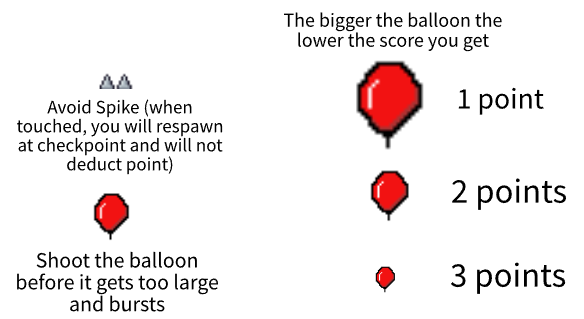 The bigger the balloon the
lower the score you get
Avoid Spike (when
touched, you will respawn
at checkpoint and will not
deduct point)
Shoot the balloon
before it gets too large
and bursts
1 point
2 points
3 points